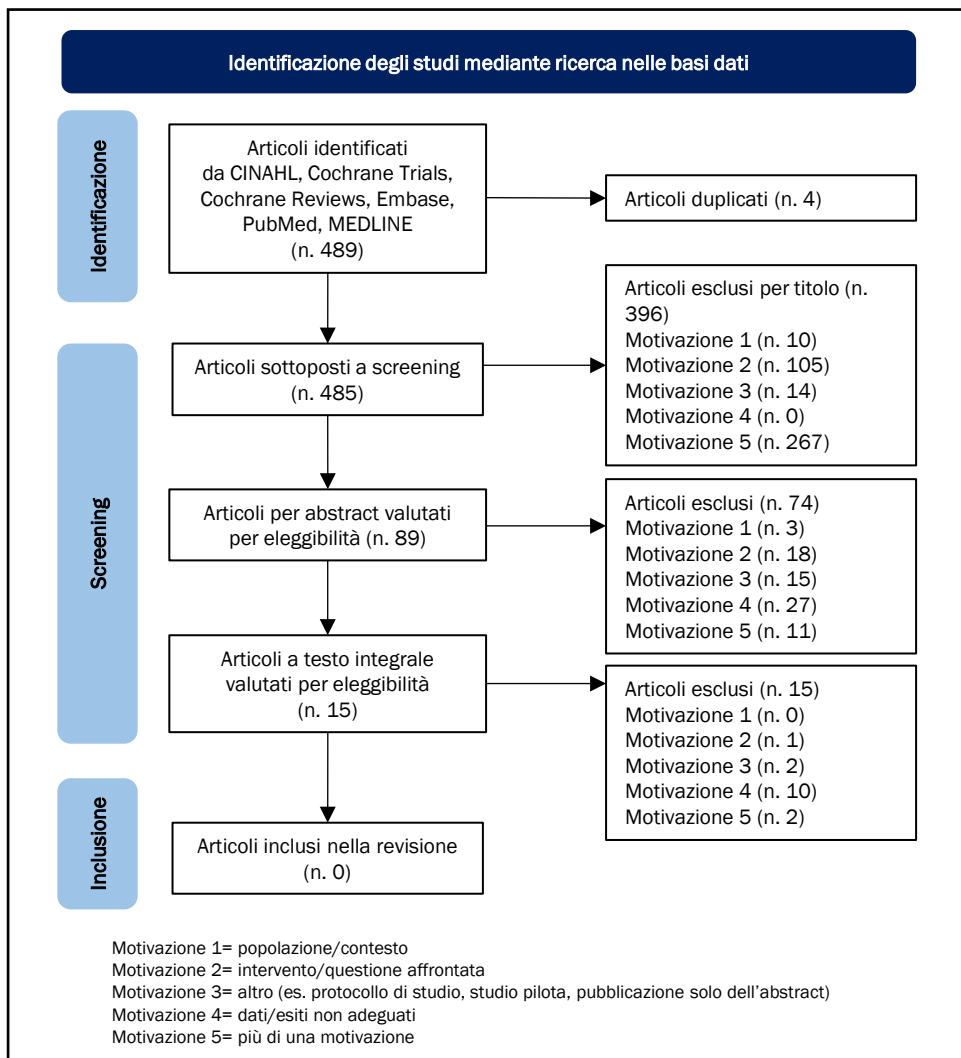 Identificazione degli studi mediante ricerca nelle basi dati
Identificazione
Articoli identificati
da CINAHL, Cochrane Trials,
Cochrane Reviews, Embase,
PubMed, MEDLINE
(n. 489)
Articoli duplicati (n. 4)
Screening
Articoli sottoposti a screening
(n. 485)
Articoli esclusi per titolo (n.
396)
Motivazione 1 (n. 10)
Motivazione 2 (n. 105)
Motivazione 3 (n. 14)
Motivazione 4 (n. 0)
Motivazione 5 (n. 267)
Articoli per abstract valutati
per eleggibilità (n. 89)
Articoli esclusi (n. 74)
Motivazione 1 (n. 3)
Motivazione 2 (n. 18)
Motivazione 3 (n. 15)
Motivazione 4 (n. 27)
Motivazione 5 (n. 11)
Articoli a testo integrale
valutati per eleggibilità
(n. 15)
Articoli esclusi (n. 15)
Motivazione 1 (n. 0)
Motivazione 2 (n. 1)
Motivazione 3 (n. 2)
Motivazione 4 (n. 10)
Motivazione 5 (n. 2)
Inclusione
Articoli inclusi nella revisione
(n. 0)
Motivazione 1= popolazione/contesto
Motivazione 2= intervento/questione affrontata
Motivazione 3= altro (es. protocollo di studio, studio pilota, pubblicazione solo dell’abstract)
Motivazione 4= dati/esiti non adeguati
Motivazione 5= più di una motivazione